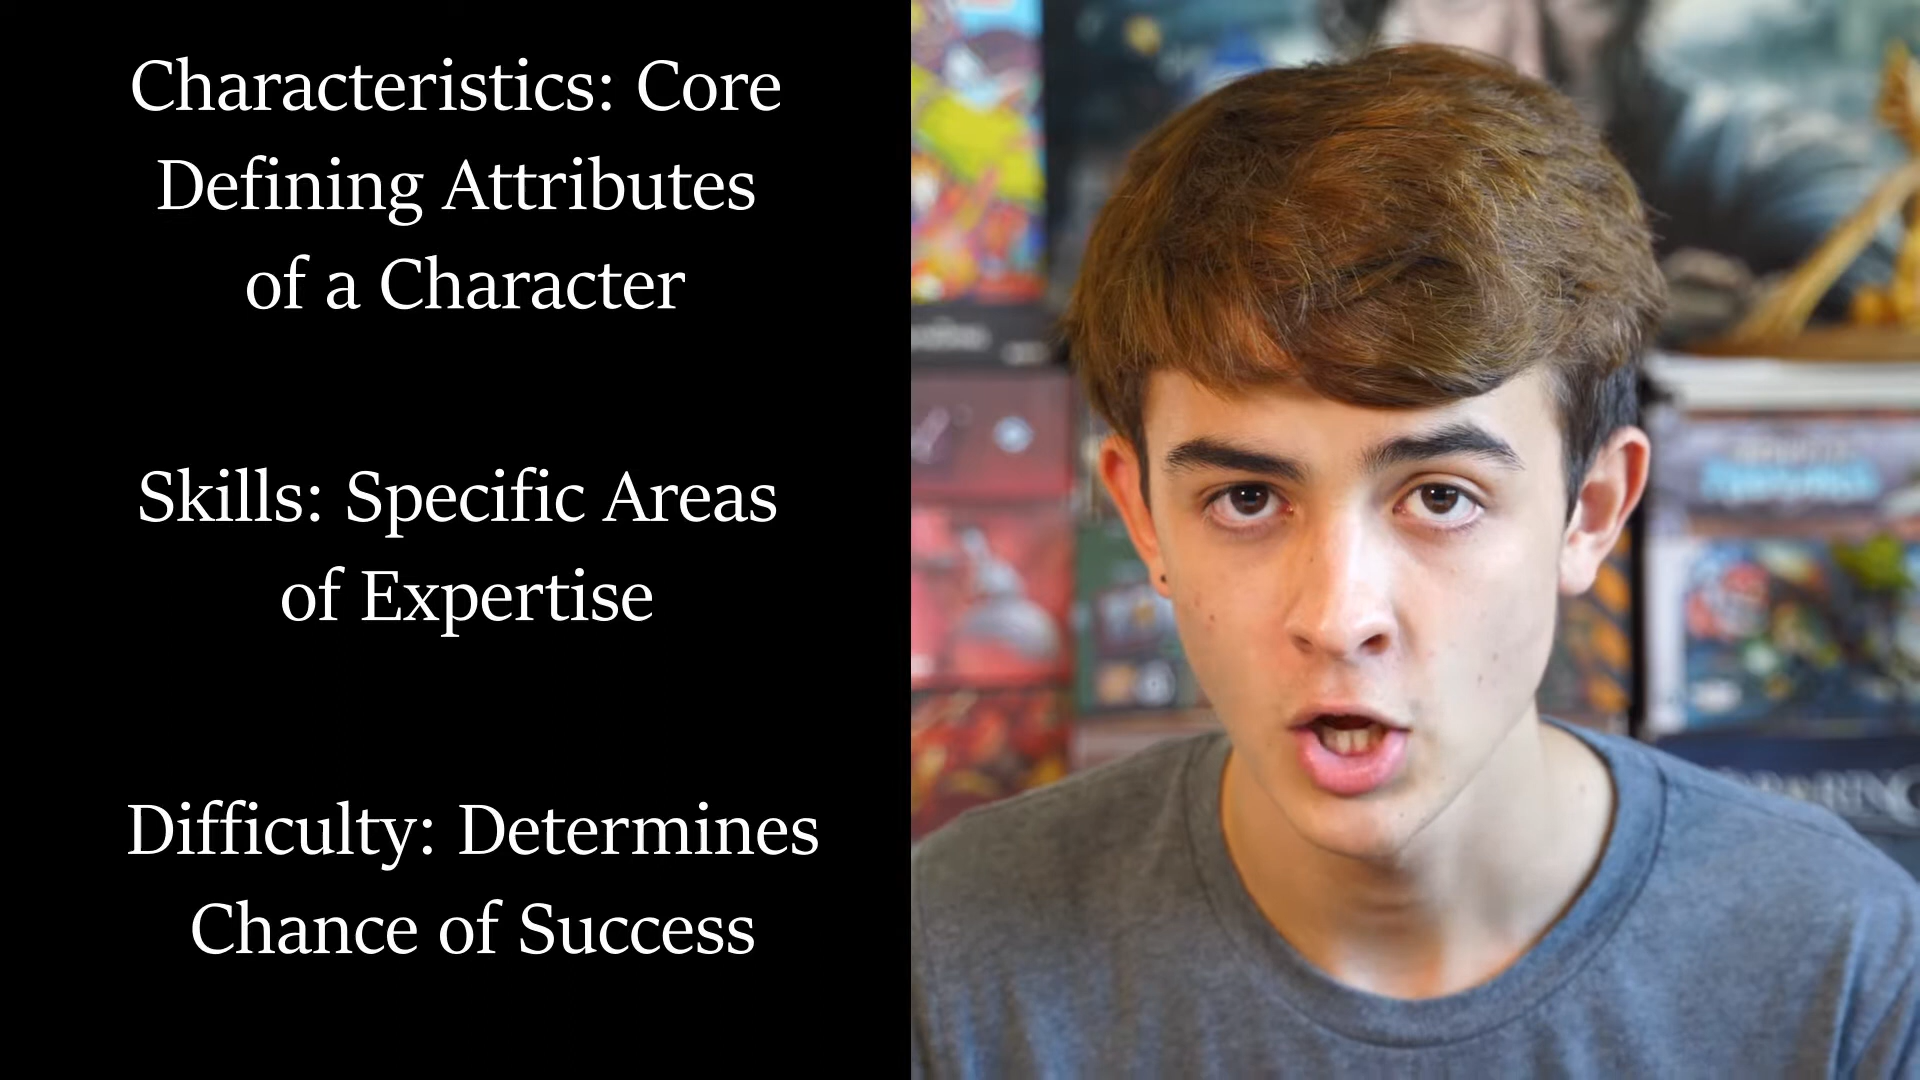 Characteristics: Core
Defining Attributes
of a Character
Skills: Specific Areas
of Expertise
Difficulty: Determines
Chance of Success